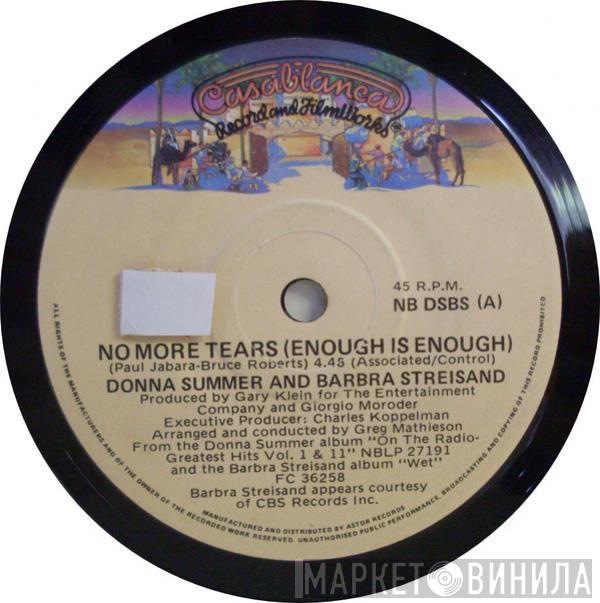 Casablanca
Record and FilmWorks®
45 R.P.M.
NB DSBS (A)
NO MORE TEARS (ENOUGH IS ENOUGH)
(Paul Jabara-Bruce Roberts) 4.45 (Associated/Control)
DONNA SUMMER AND BARBRA STREISAND
Produced by Gary Klein for The Entertainment
Company and Giorgio Moroder
Executive Producer: Charles Koppelman
Arranged and conducted by Greg Mathieson
From the Donna Summer album "On The Radio-
Greatest Hits Vol. 1 & 11" NBLP 27191
and the Barbra Streisand album "Wet"
FC 36258
Barbra Streisand appears courtesy
of CBS Records Inc.
MANUFACTURED AND DISTRIBUTED BY ASTOR RECORDS
ALL RIGHTS OF THE MANUFACTURERS AND OF THE OWNER OF THE RECORDED WORK RESERVED. UNAUTHORISED PUBLIC PERFORMANCE, BROADCASTING AND COPYING OF THIS RECORD PROHIBITED
МАРКЕТ ВИНИЛА